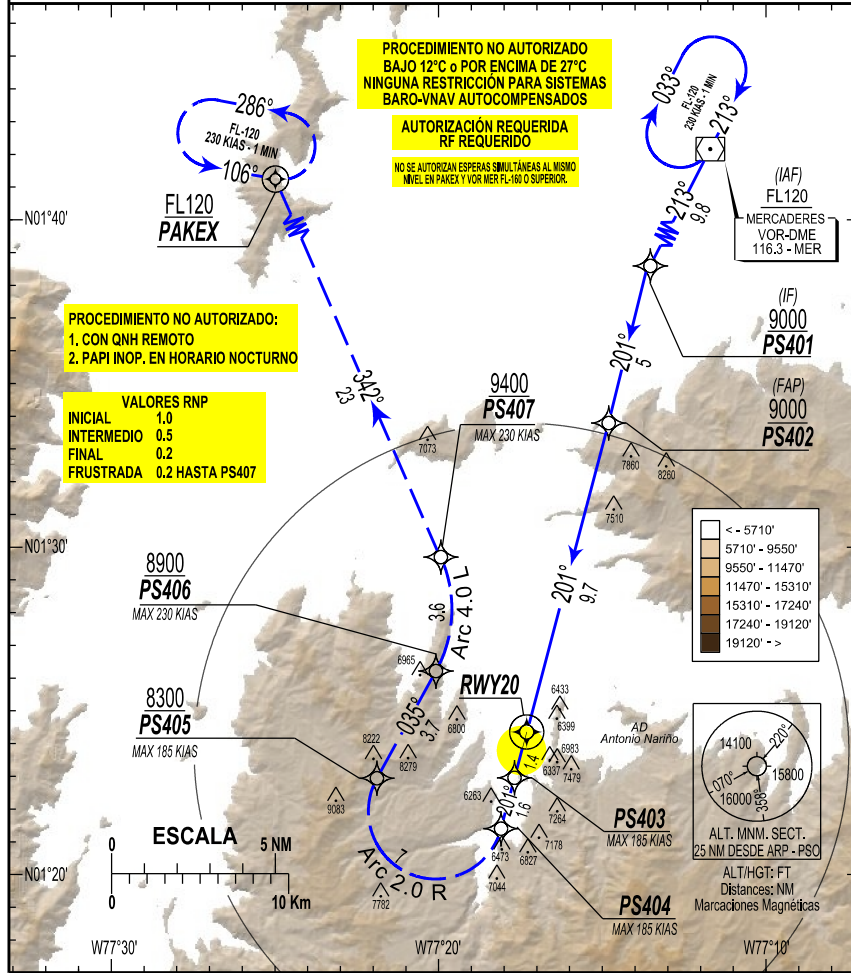 PROCEDIMIENTO NO AUTORIZADO
BAJO 12°C o POR ENCIMA DE 27°C
NINGUNA RESTRICCIÓN PARA SISTEMAS
BARO-VNAV AUTOCOMPENSADOS
AUTORIZACIÓN REQUERIDA
RF REQUERIDO
NO SE AUTORIZAN ESPERAS SIMULTÁNEAS AL MISMO
NIVEL EN PAKEX Y VOR MER FL-160 O SUPERIOR.
286°
FL-120
230 KIAS - 1 MIN
106°
FL120
PAKEX
033°
FL-120
230 KIAS - 1 MIN
213°
213°
9.8
(IAF)
FL120
MERCADERES
VOR-DME
116.3 - MER
N01°40'
(IF)
9000
PS401
201°
5
(FAP)
9000
PS402
PROCEDIMIENTO NO AUTORIZADO:
1. CON QNH REMOTO
2. PAPI INOP. EN HORARIO NOCTURNO
VALORES RNP
INICIAL 1.0
INTERMEDIO 0.5
FINAL 0.2
FRUSTRADA 0.2 HASTA PS407
342°
23
9400
PS407
MAX 230 KIAS
7073
7860
8260
7510
< - 5710'
5710' - 9550'
9550' - 11470'
11470' - 15310'
15310' - 17240'
17240' - 19120'
19120' - >
N01°30'
8900
PS406
MAX 230 KIAS
3.6
Arc 4.0 L
201°
9.7
6965
RWY20
8300
PS405
MAX 185 KIAS
035°
3.7
6800
6433
6399
AD
Antonio Nariño
8222
8279
6337
6983
7479
1.4
9083
6263
201°
1.6
7264
PS403
MAX 185 KIAS
7178
6473
6827
7044
7
Arc 2.0 R
7782
PS404
MAX 185 KIAS
14100
220°
15800
070°
16000
358°
ALT. MNM. SECT.
25 NM DESDE ARP - PSO
ALT/HGT: FT
Distances: NM
Marcaciones Magnéticas
ESCALA
0
5 NM
0
10 Km
N01°20'
W77°30'
W77°20'
W77°10'